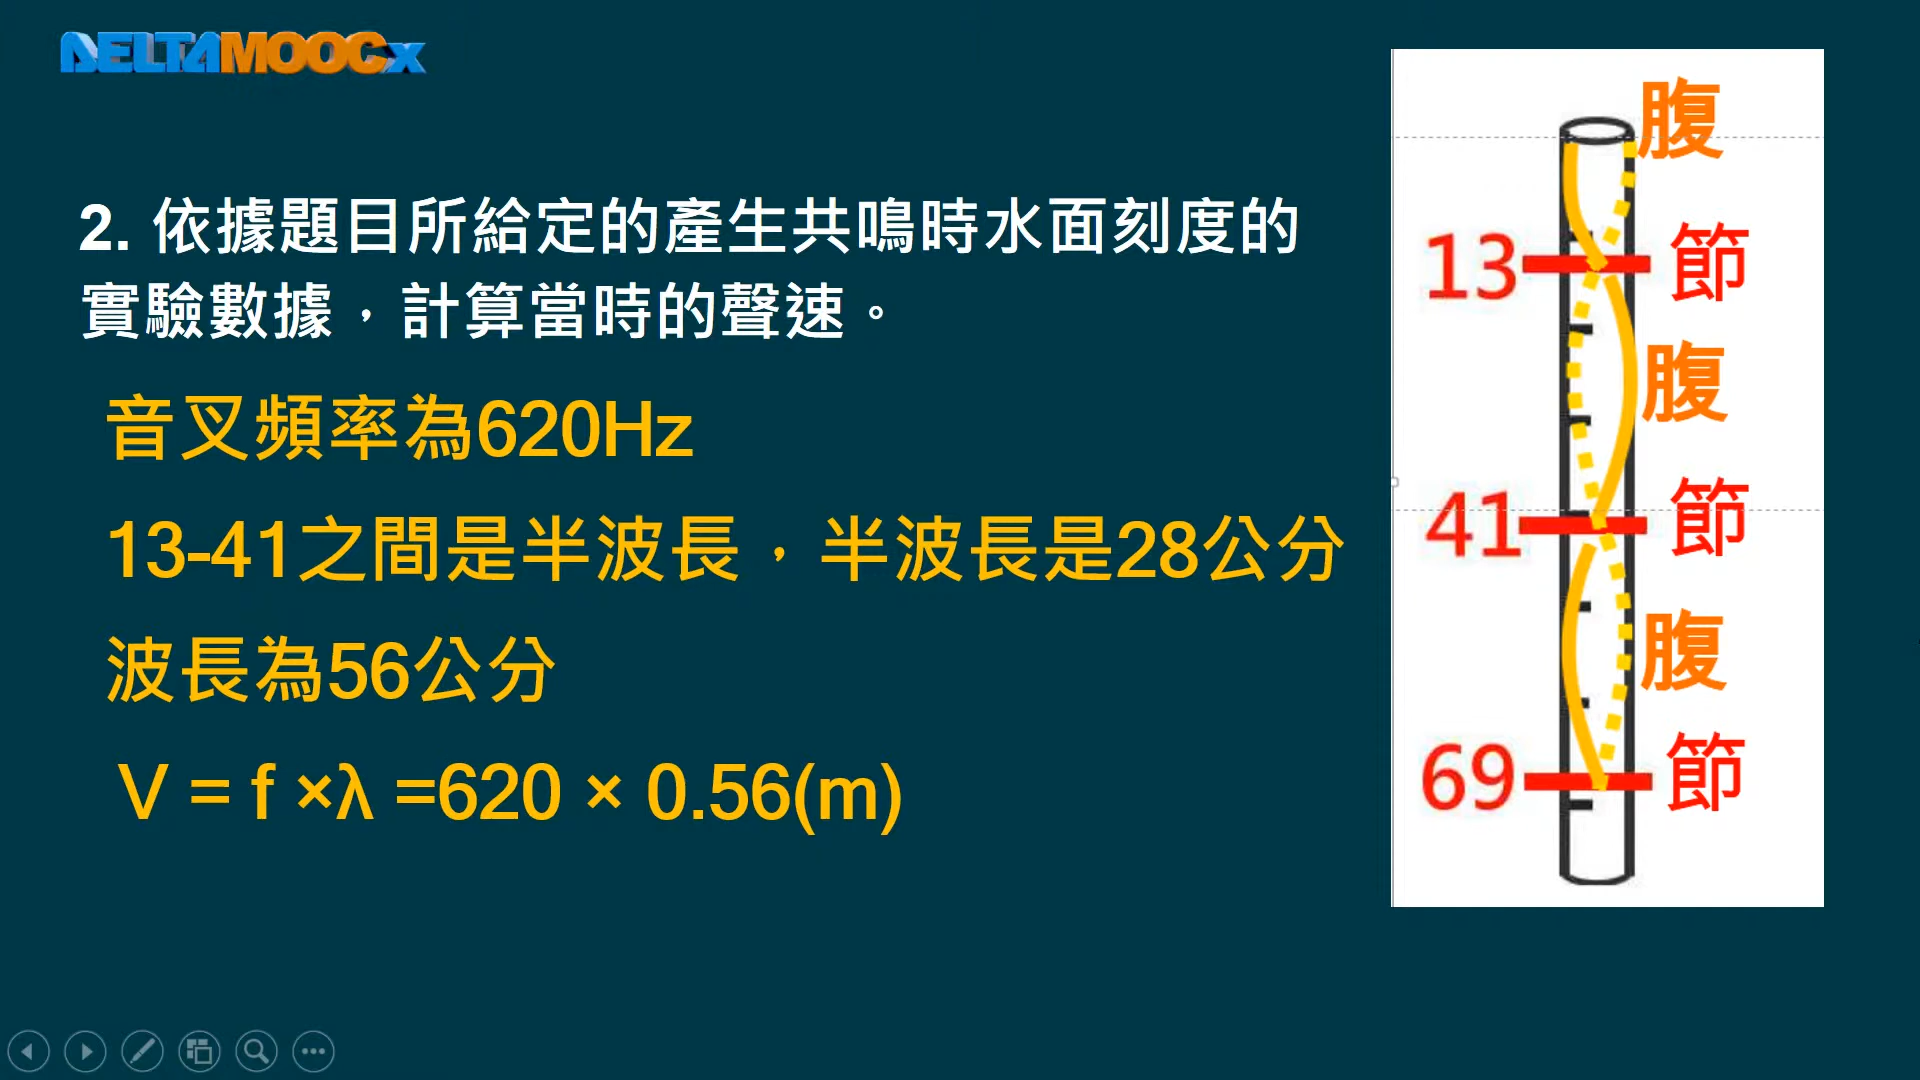 DELTAMOOCx
2. 依據題目所給定的產生共鳴時水面刻度的
實驗數據，計算當時的聲速。
音叉頻率為620Hz
13-41之間是半波長，半波長是28公分
波長為56公分
V = f ×λ =620 × 0.56(m)
腹
13 節
腹
41 節
腹
69 節